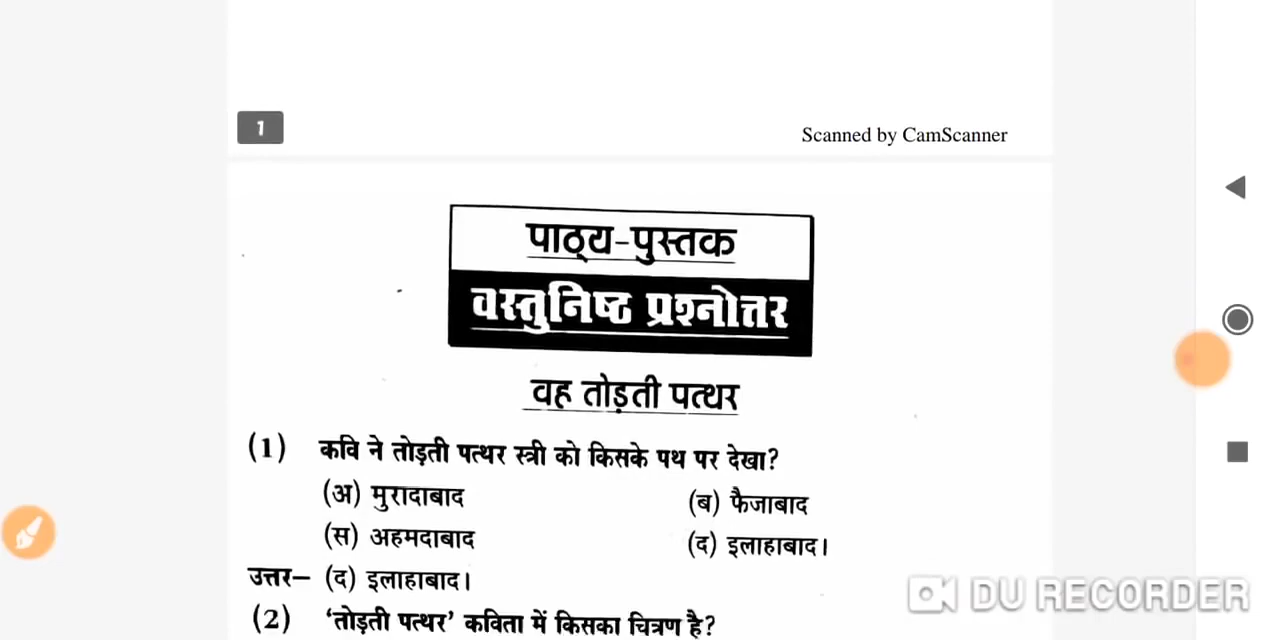 1
Scanned by CamScanner
पाठ्य-पुस्तक
वस्तुनिष्ठ प्रश्नोत्तर
वह तोड़ती पत्थर
(1) कवि ने तोड़ती पत्थर स्त्री को किसके पथ पर देखा?
(अ) मुरादाबाद (ब) फैजाबाद
(स) अहमदाबाद (द) इलाहाबाद।
उत्तर– (द) इलाहाबाद।
(2) ‘तोड़ती पत्थर’ कविता में किसका चित्रण है?
DU RECORDER